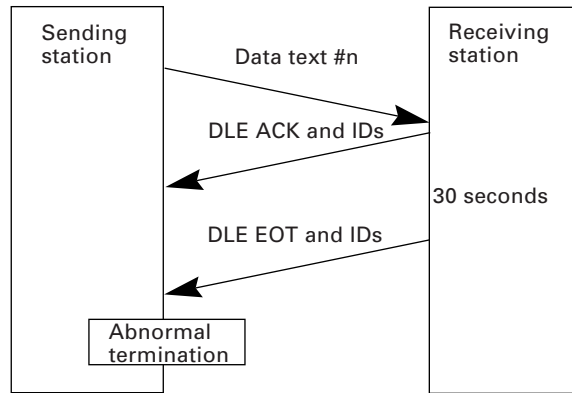 Sending
station
Receiving
station
Data text #n
DLE ACK and IDs
30 seconds
DLE EOT and IDs
Abnormal
termination